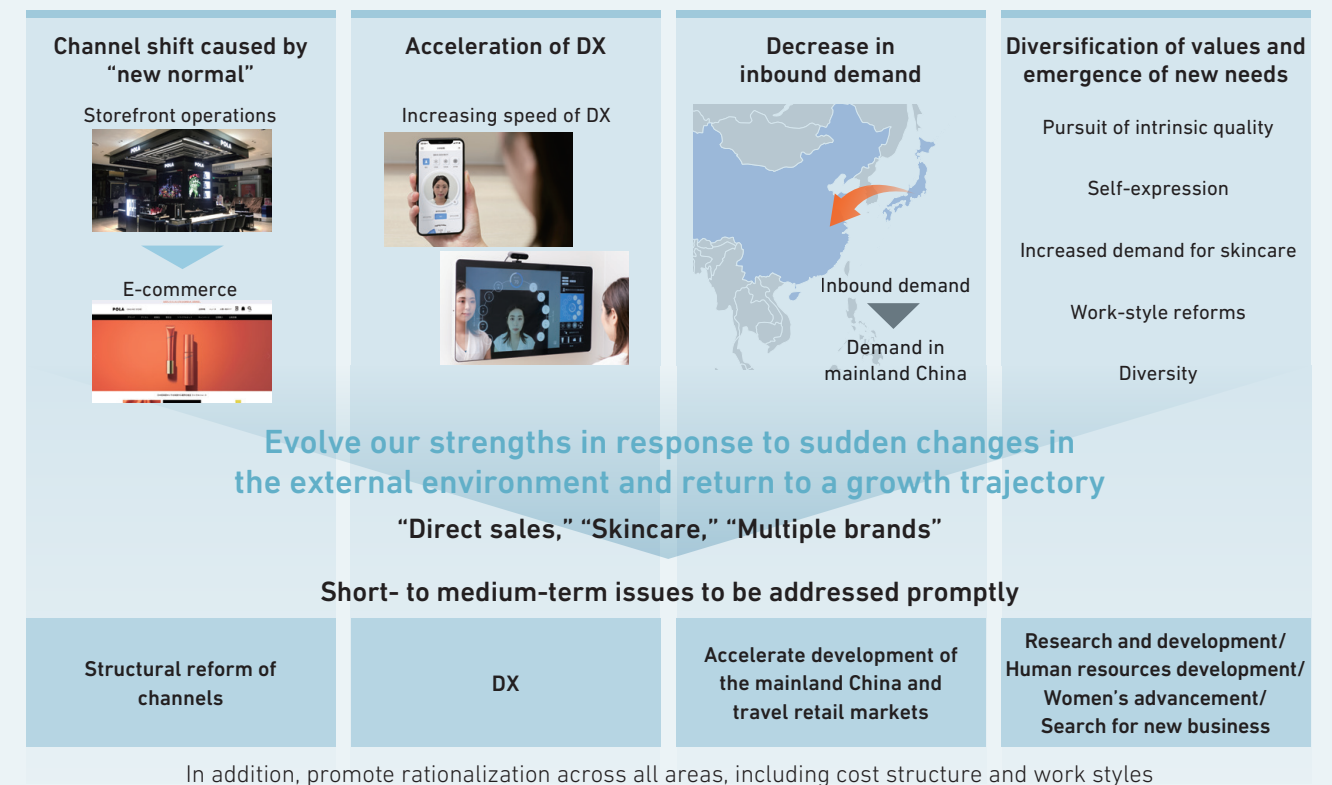 Channel shift caused by
“new normal”
Storefront operations
POLA
POLA
E-commerce
POLA
Acceleration of DX
Increasing speed of DX
Decrease in
inbound demand
Inbound demand
Demand in
mainland China
Diversification of values and
emergence of new needs
Pursuit of intrinsic quality
Self-expression
Increased demand for skincare
Work-style reforms
Diversity
Evolve our strengths in response to sudden changes in
the external environment and return to a growth trajectory
“Direct sales,” “Skincare,” “Multiple brands”
Short- to medium-term issues to be addressed promptly
Structural reform of
channels
DX
Accelerate development of
the mainland China and
travel retail markets
Research and development/
Human resources development/
Women's advancement/
Search for new business
In addition, promote rationalization across all areas, including cost structure and work styles